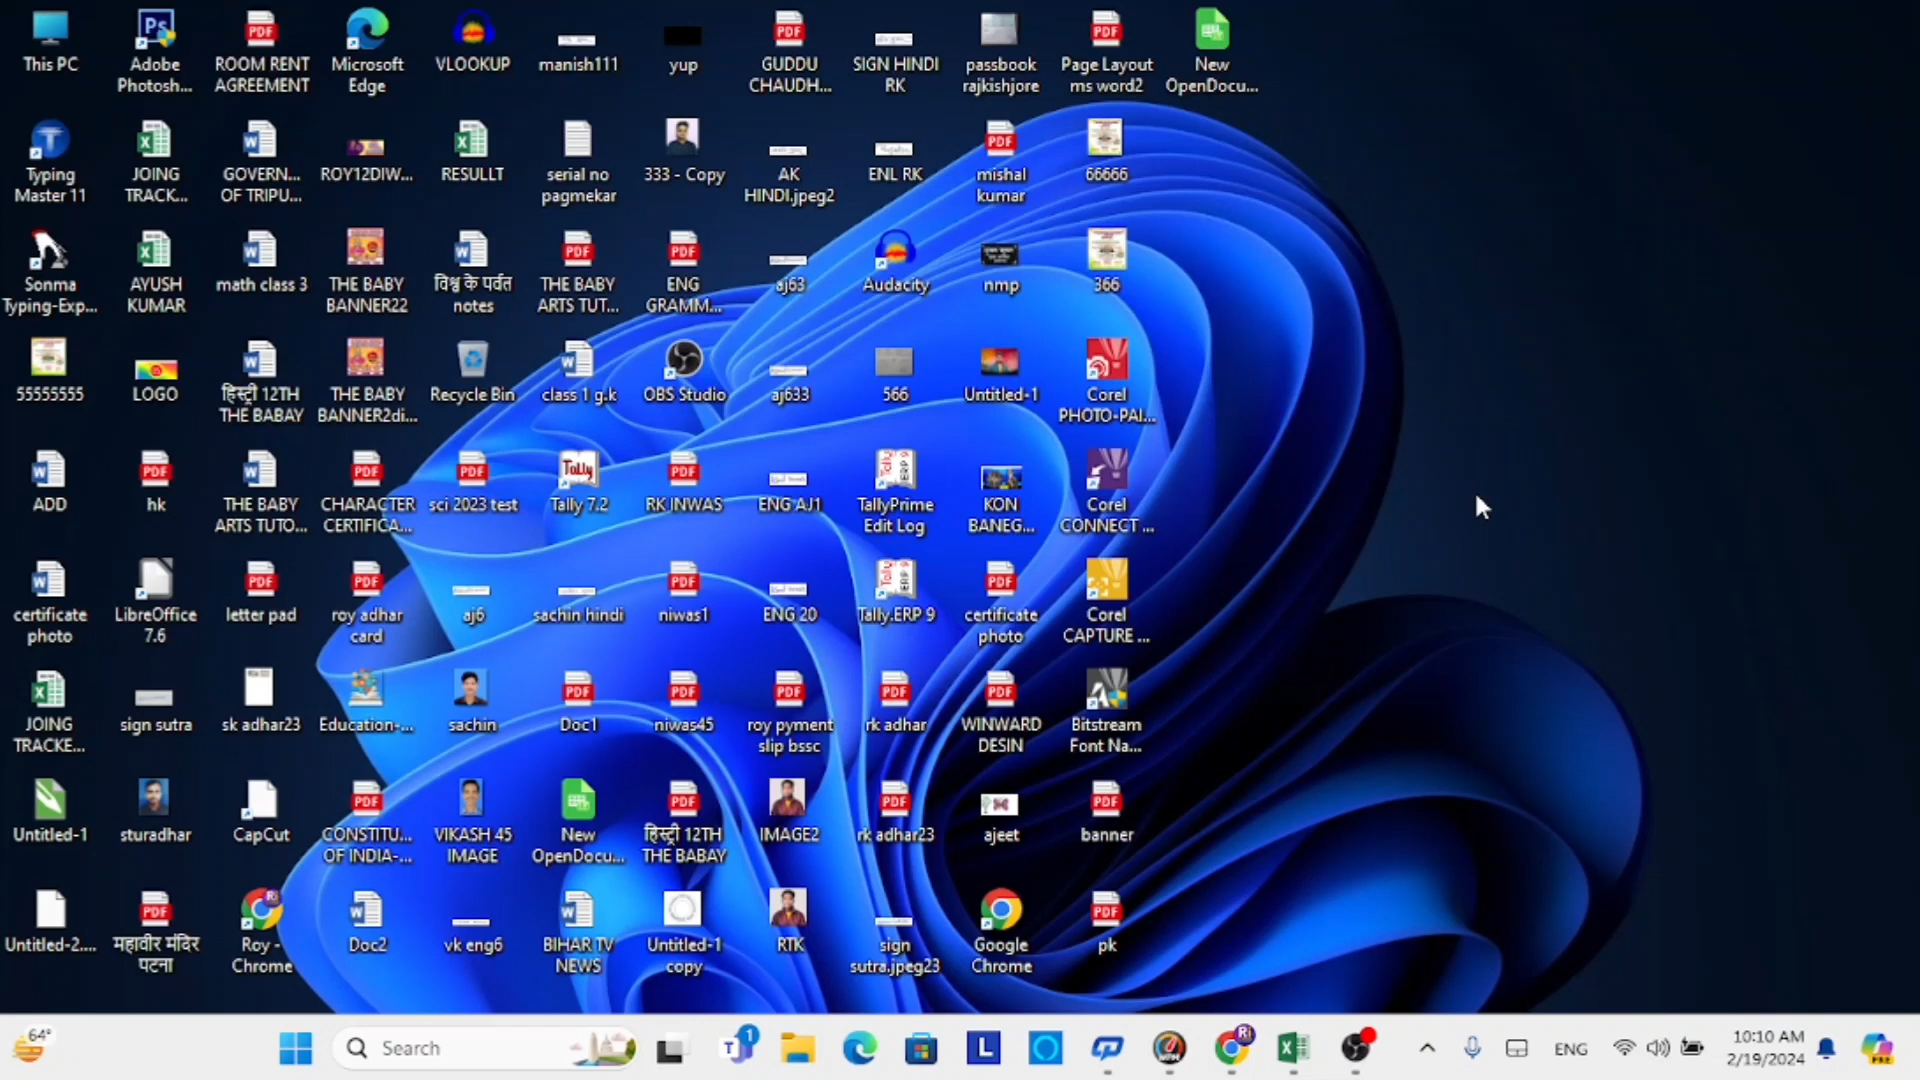 This PC
Adobe
Photosh...
ROOM RENT
AGREEMENT
Microsoft
Edge
VLOOKUP
manish111
yup
GUDDU
CHAUDH...
SIGN HINDI
RK
passbook
rajkishjore
Page Layout
ms word2
New
OpenDocu...
Typing
Master 11
JOING
TRACK...
GOVERN...
OF TRIPU...
ROY12DIW...
RESULLT
serial no
pagmekar
333 - Copy
AK
HINDI.jpeg2
ENL RK
mishal
kumar
66666
Sonma
Typing-Exp...
AYUSH
KUMAR
math class 3
THE BABY
BANNER22
विश्व के पर्वत
notes
THE BABY
ARTS TUT...
ENG
GRAMM...
aj63
Audacity
nmp
366
55555555
LOGO
हिस्ट्री 12TH
THE BABAY
THE BABY
BANNER2di...
Recycle Bin
class 1 g.k
OBS Studio
aj633
566
Untitled-1
Corel
PHOTO-PAI...
ADD
hk
THE BABY
ARTS TUTO...
CHARACTER
CERTIFICA...
sci 2023 test
Tally 7.2
RK INWAS
ENG AJ1
TallyPrime
Edit Log
KON
BANEG...
Corel
CONNECT ...
certificate
photo
LibreOffice
7.6
letter pad
roy adhar
card
aj6
sachin hindi
niwas1
ENG 20
Tally.ERP 9
certificate
photo
Corel
CAPTURE ...
JOING
TRACKE...
sign sutra
sk adhar23
Education-...
sachin
Doc1
niwas45
roy pyment
slip bssc
rk adhar
WINWARD
DESIN
Bitstream
Font Na...
Untitled-1
sturadhar
CapCut
CONSTITU...
OF INDIA-...
VIKASH 45
IMAGE
New
OpenDocu...
हिस्ट्री 12TH
THE BABAY
IMAGE2
rk adhar23
ajeet
banner
Untitled-2....
महावीर मंदिर
पटना
Roy -
Chrome
Doc2
vk eng6
BIHAR TV
NEWS
Untitled-1
copy
RTK
sign
sutra.jpeg23
Google
Chrome
pk
64°
Search
1
L
Ri
ENG
10:10 AM
2/19/2024
PRE